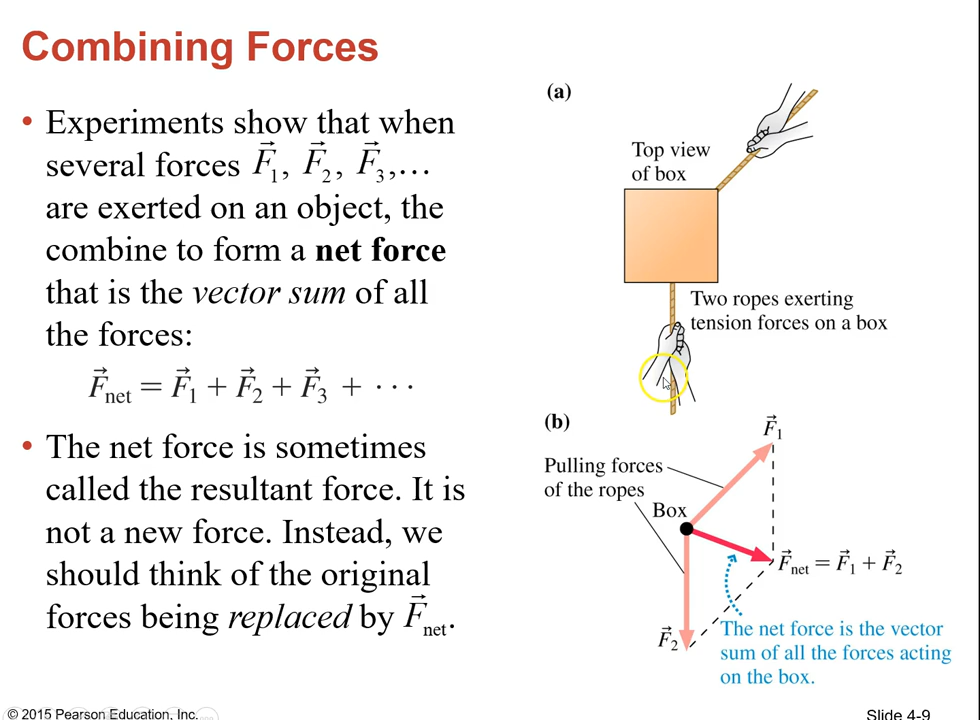 Combining Forces
• Experiments show that when
several forces F⃗₁, F⃗₂, F⃗₃,...
are exerted on an object, the
combine to form a net force
that is the vector sum of all
the forces:
F⃗net = F⃗₁ + F⃗₂ + F⃗₃ + ···
• The net force is sometimes
called the resultant force. It is
not a new force. Instead, we
should think of the original
forces being replaced by F⃗net.
(a)
Top view
of box
Two ropes exerting
tension forces on a box
(b)
F⃗₁
Pulling forces
of the ropes
Box
F⃗net = F⃗₁ + F⃗₂
F⃗₂
The net force is the vector
sum of all the forces acting
on the box.
© 2015 Pearson Education, Inc.
Slide 4-9